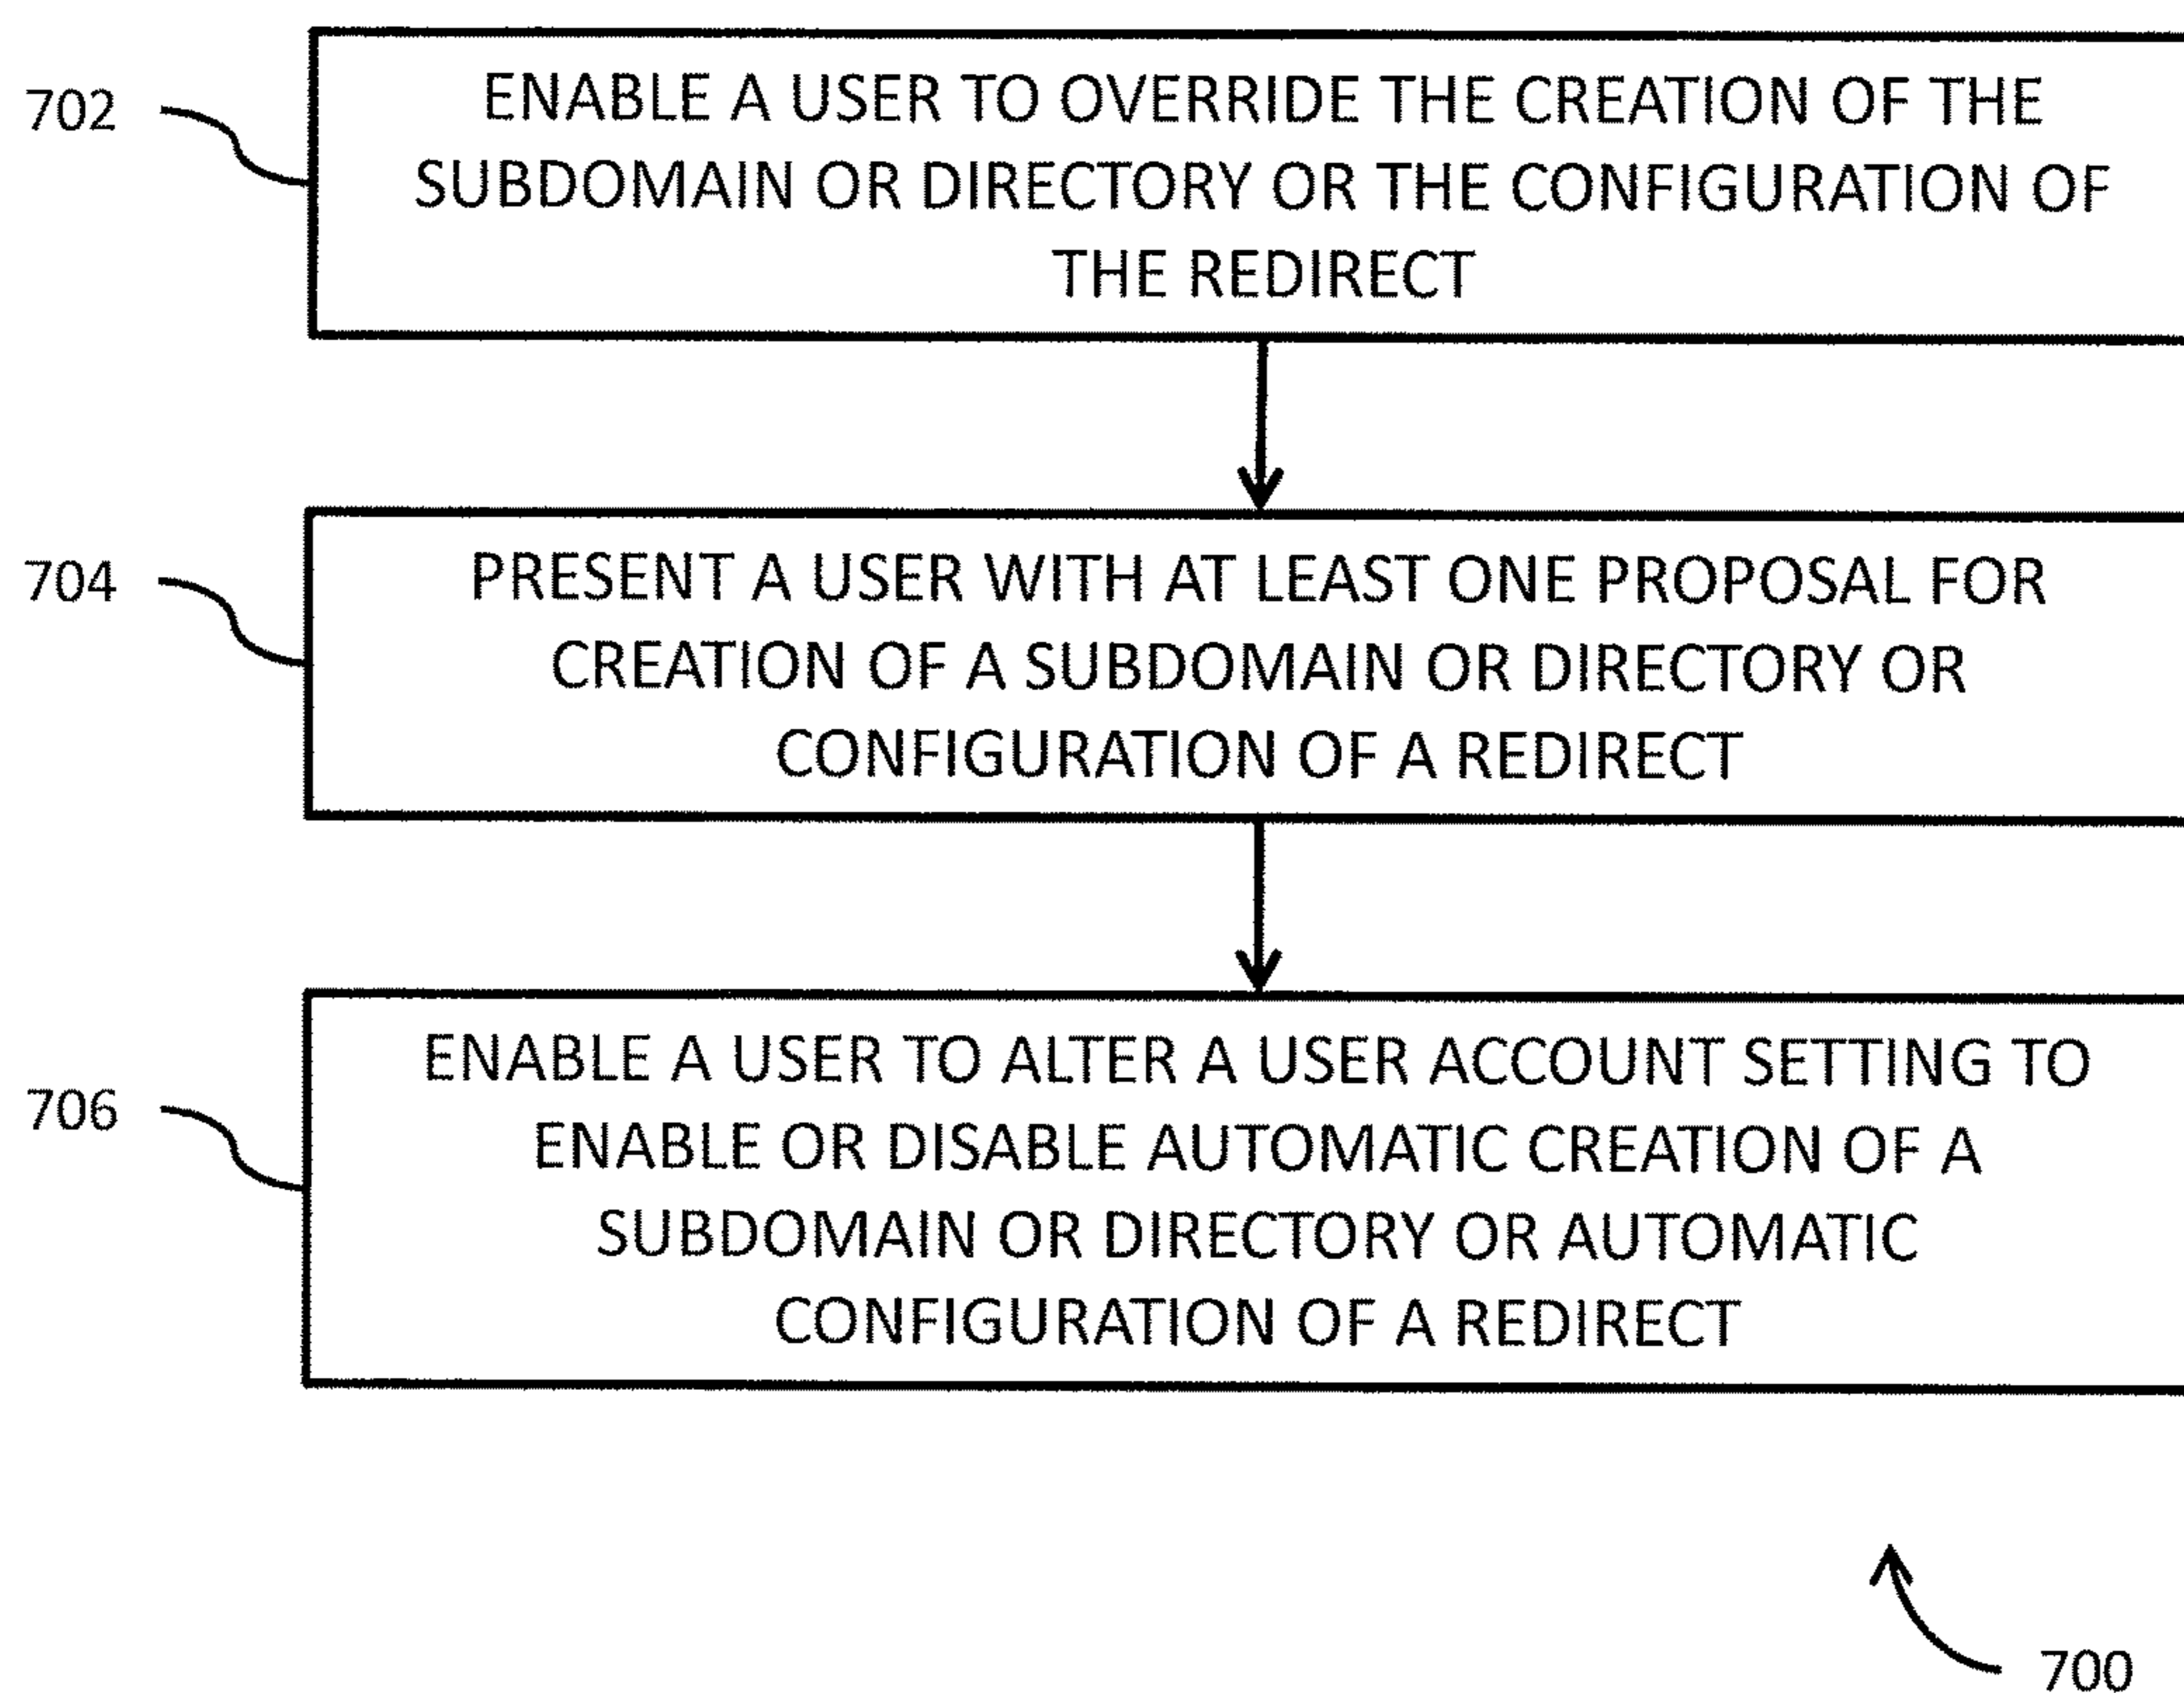 702
ENABLE A USER TO OVERRIDE THE CREATION OF THE
SUBDOMAIN OR DIRECTORY OR THE CONFIGURATION OF
THE REDIRECT
704
PRESENT A USER WITH AT LEAST ONE PROPOSAL FOR
CREATION OF A SUBDOMAIN OR DIRECTORY OR
CONFIGURATION OF A REDIRECT
706
ENABLE A USER TO ALTER A USER ACCOUNT SETTING TO
ENABLE OR DISABLE AUTOMATIC CREATION OF A
SUBDOMAIN OR DIRECTORY OR AUTOMATIC
CONFIGURATION OF A REDIRECT
700